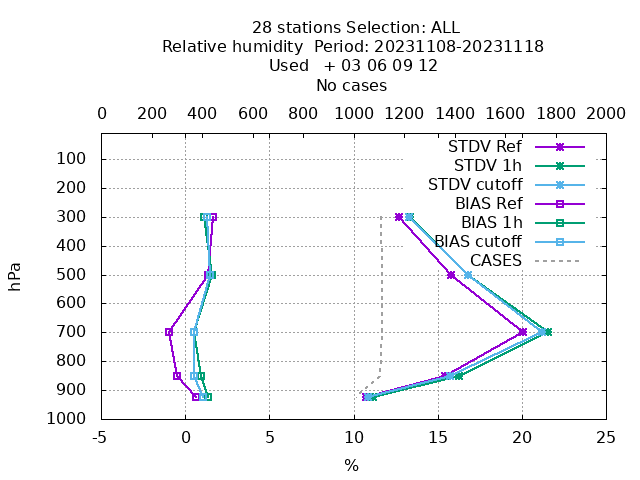 28 stations Selection: ALL
Relative humidity  Period: 20231108-20231118
Used   + 03 06 09 12
No cases
0 200 300 400 600 800 1000 1200 1400 1600 1800 2000
STDV Ref
STDV 1h
STDV cutoff
BIAS Ref
BIAS 1h
BIAS cutoff
CASES
100
200
300
400
500
600
700
800
900
1000
hPa
-5 0 5 10 15 20 25
%